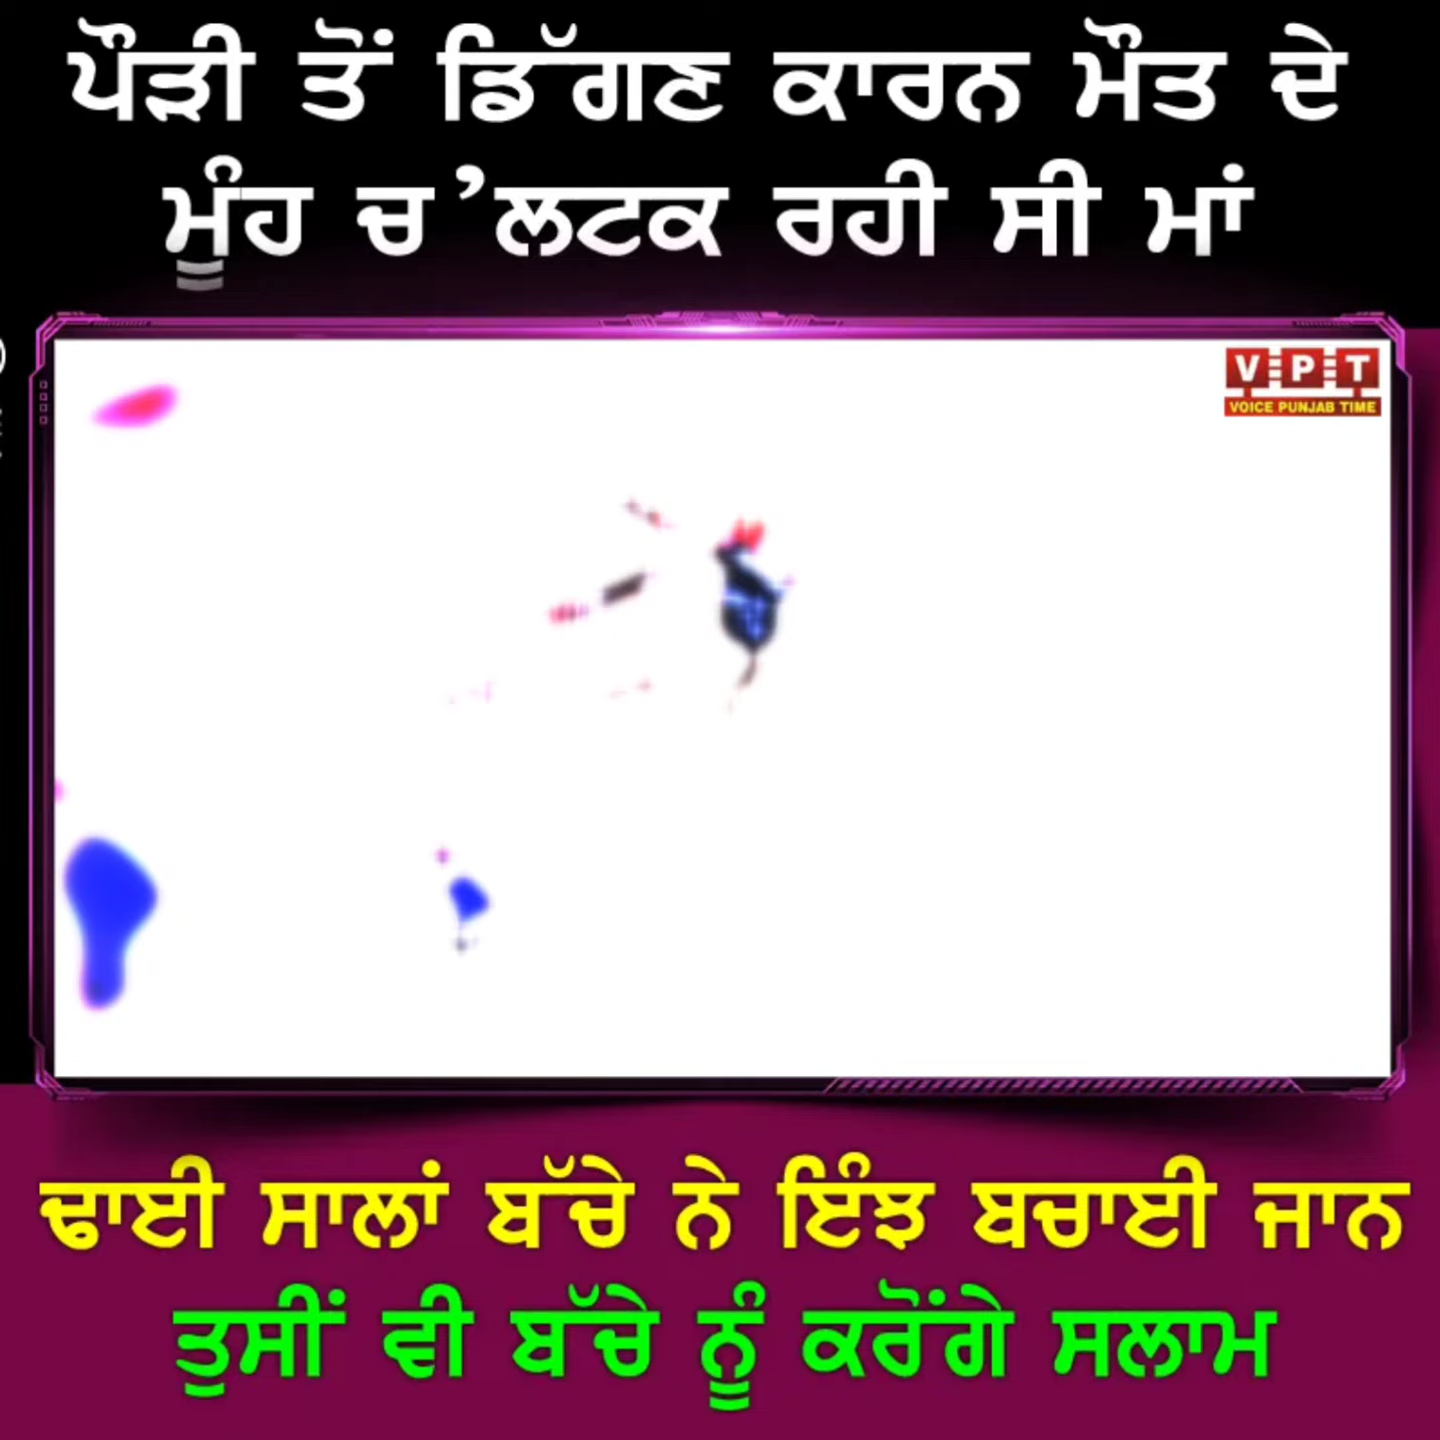 ਪੌੜੀ ਤੋਂ ਡਿੱਗਣ ਕਾਰਨ ਮੌਤ ਦੇ
ਮੂੰਹ ਚ'ਲਟਕ ਰਹੀ ਸੀ ਮਾਂ
VPT
VOICE PUNJAB TIME
ਢਾਈ ਸਾਲਾਂ ਬੱਚੇ ਨੇ ਇੰਝ ਬਚਾਈ ਜਾਨ
ਤੁਸੀਂ ਵੀ ਬੱਚੇ ਨੂੰ ਕਰੋਂਗੇ ਸਲਾਮ